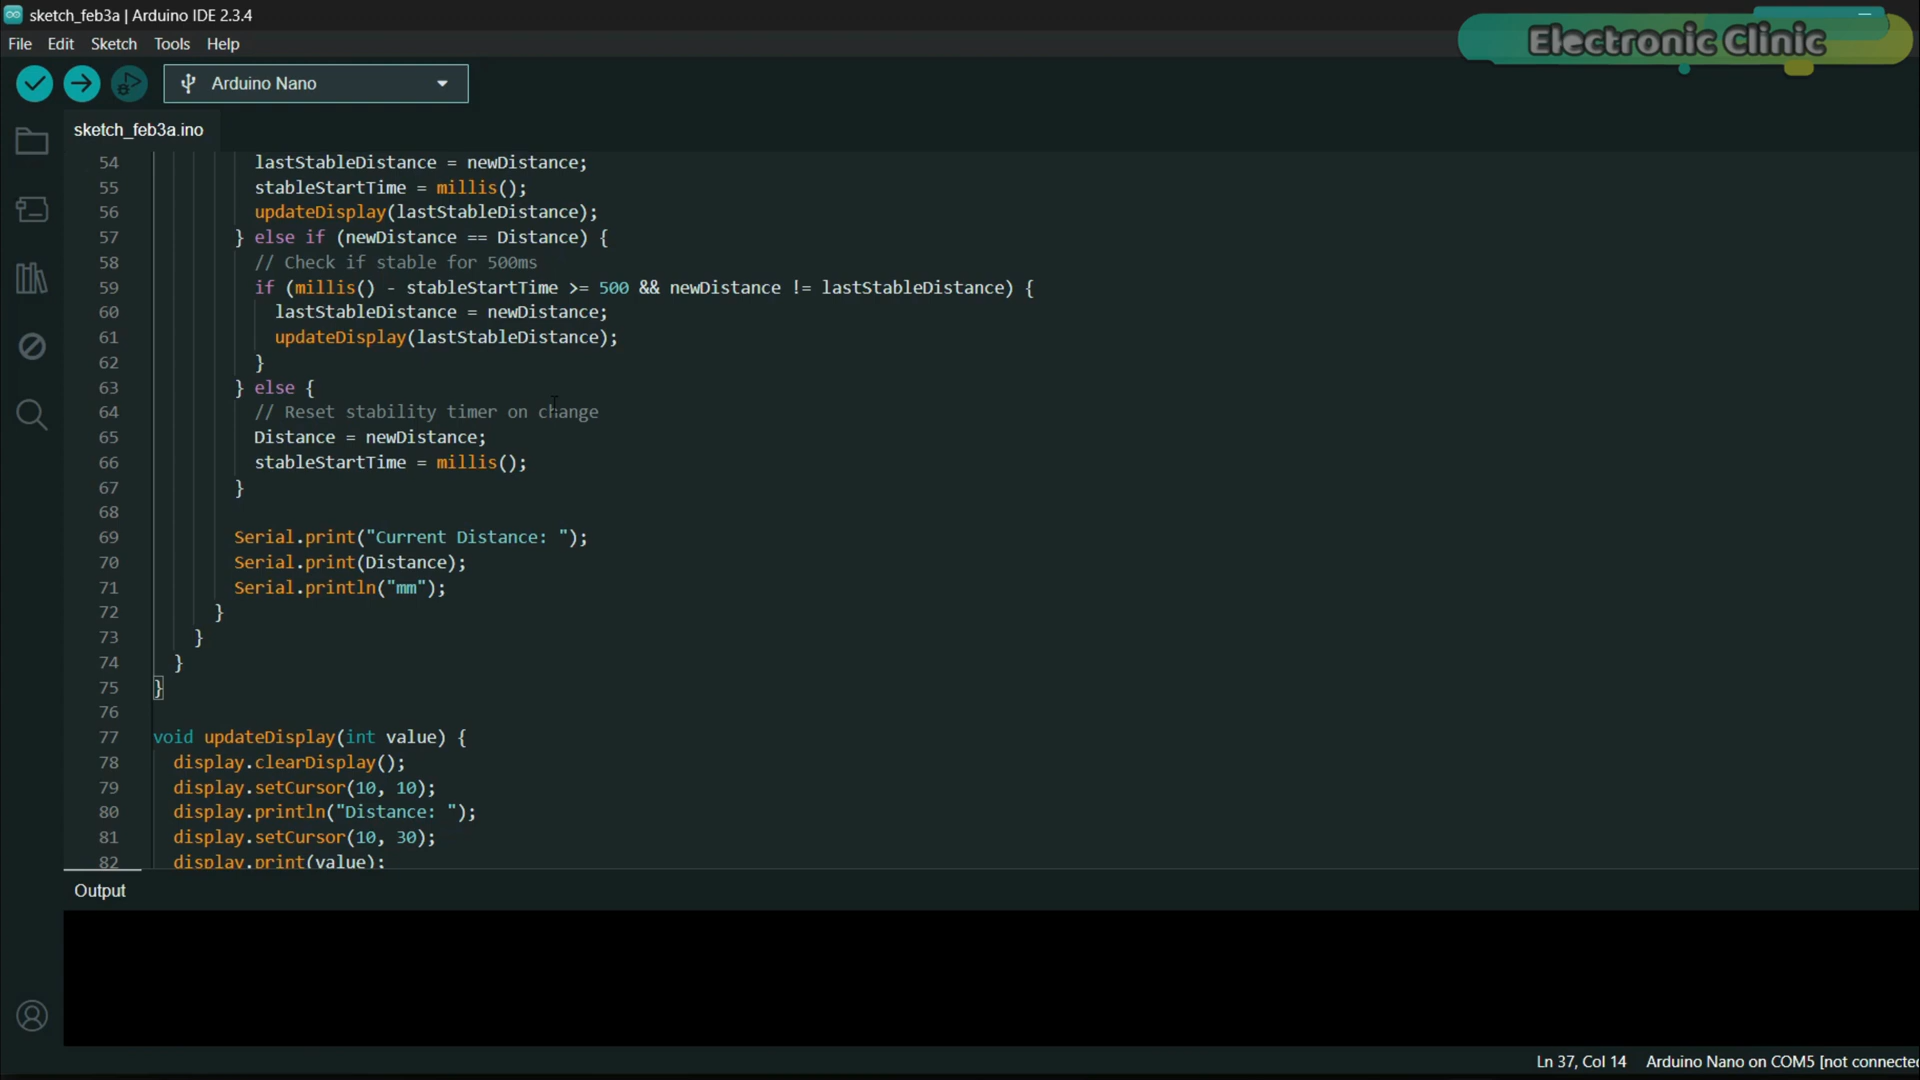 sketch_feb3a | Arduino IDE 2.3.4
Electronic Clinic
File Edit Sketch Tools Help
Arduino Nano
sketch_feb3a.ino
54 lastStableDistance = newDistance;
55 stableStartTime = millis();
56 updateDisplay(lastStableDistance);
57 } else if (newDistance == Distance) {
58 // Check if stable for 500ms
59 if (millis() - stableStartTime >= 500 && newDistance != lastStableDistance) {
60 lastStableDistance = newDistance;
61 updateDisplay(lastStableDistance);
62 }
63 } else {
64 // Reset stability timer on change
65 Distance = newDistance;
66 stableStartTime = millis();
67 }
68
69 Serial.print("Current Distance: ");
70 Serial.print(Distance);
71 Serial.println("mm");
72 }
73 }
74 }
75 }
76
77 void updateDisplay(int value) {
78 display.clearDisplay();
79 display.setCursor(10, 10);
80 display.println("Distance: ");
81 display.setCursor(10, 30);
82 display.print(value);
Output
Ln 37, Col 14 Arduino Nano on COM5 [not connected